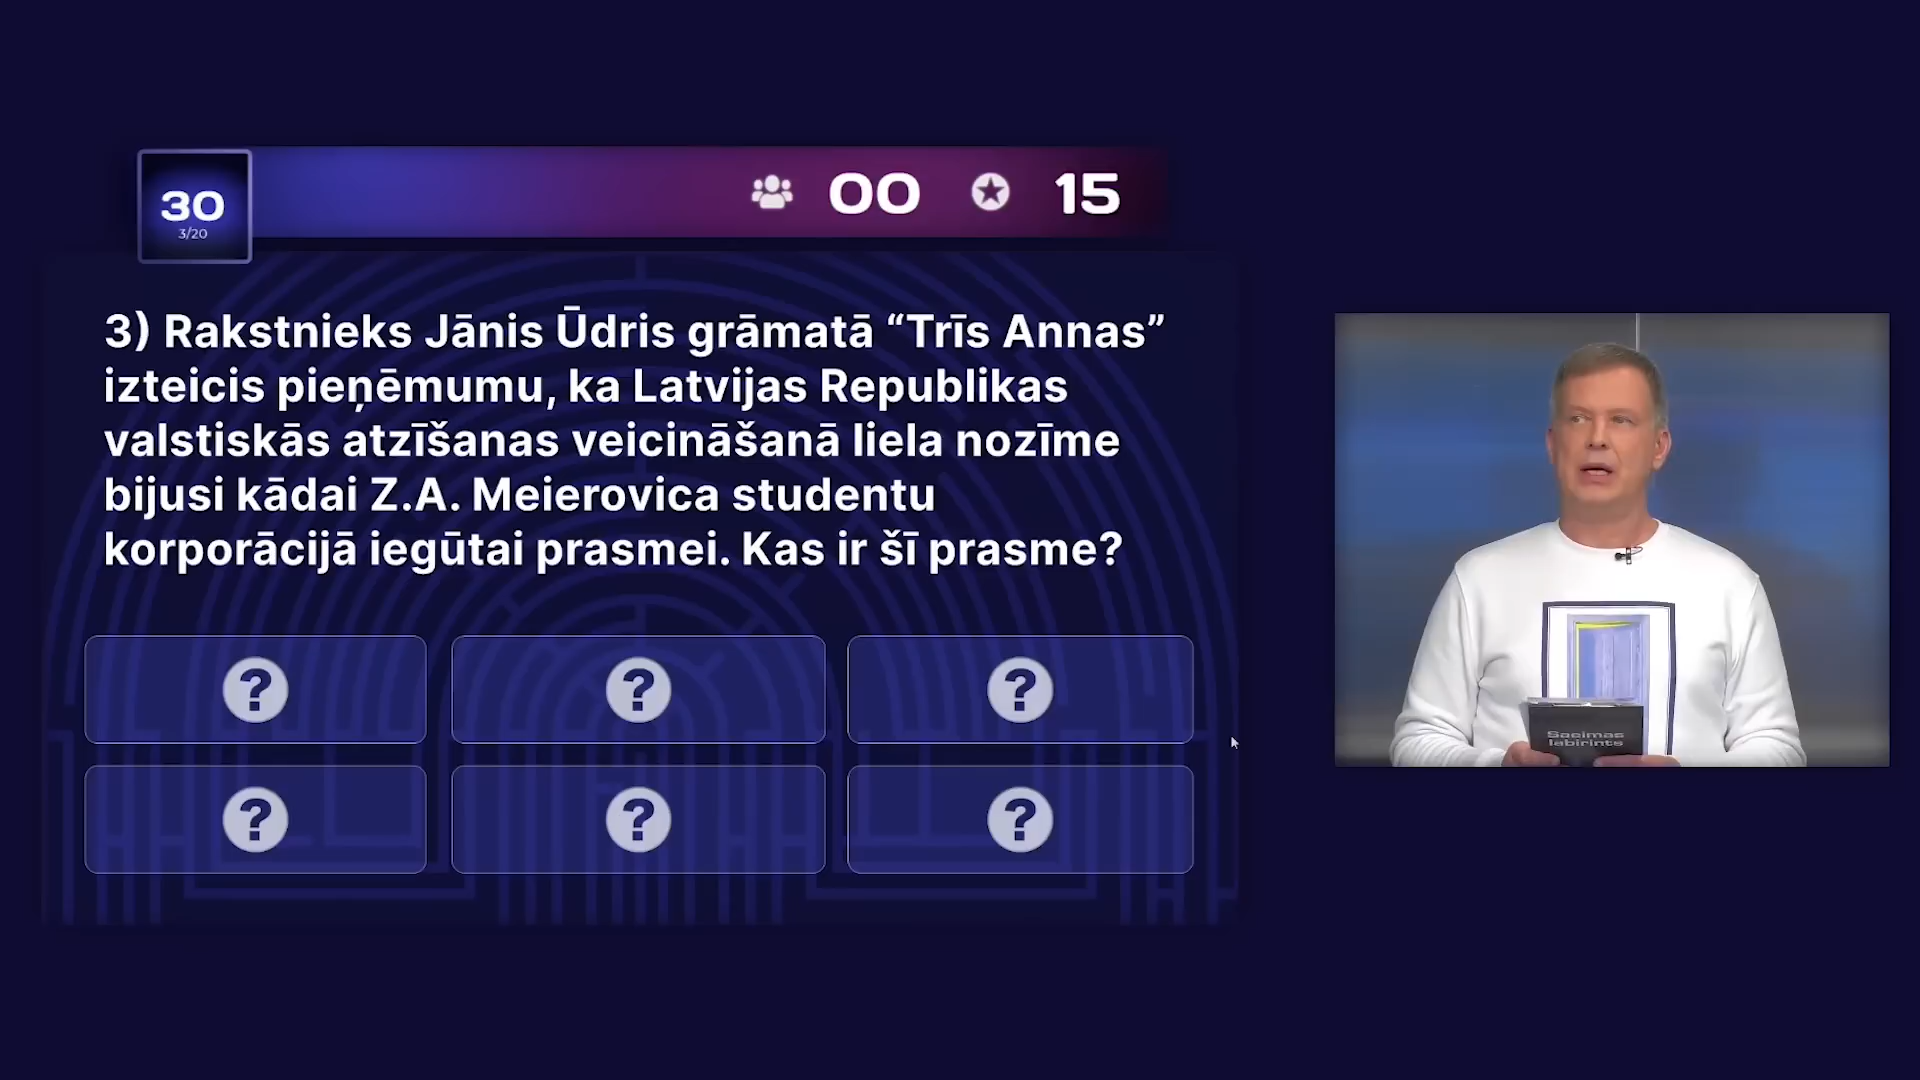 30
3/20
00
15
3) Rakstnieks Jānis Ūdris grāmatā “Trīs Annas”
izteicis pieņēmumu, ka Latvijas Republikas
valstiskās atzīšanas veicināšanā liela nozīme
bijusi kādai Z.A. Meierovica studentu
korporācijā iegūtai prasmei. Kas ir šī prasme?
?
?
?
?
?
?
Saeimas
labirints